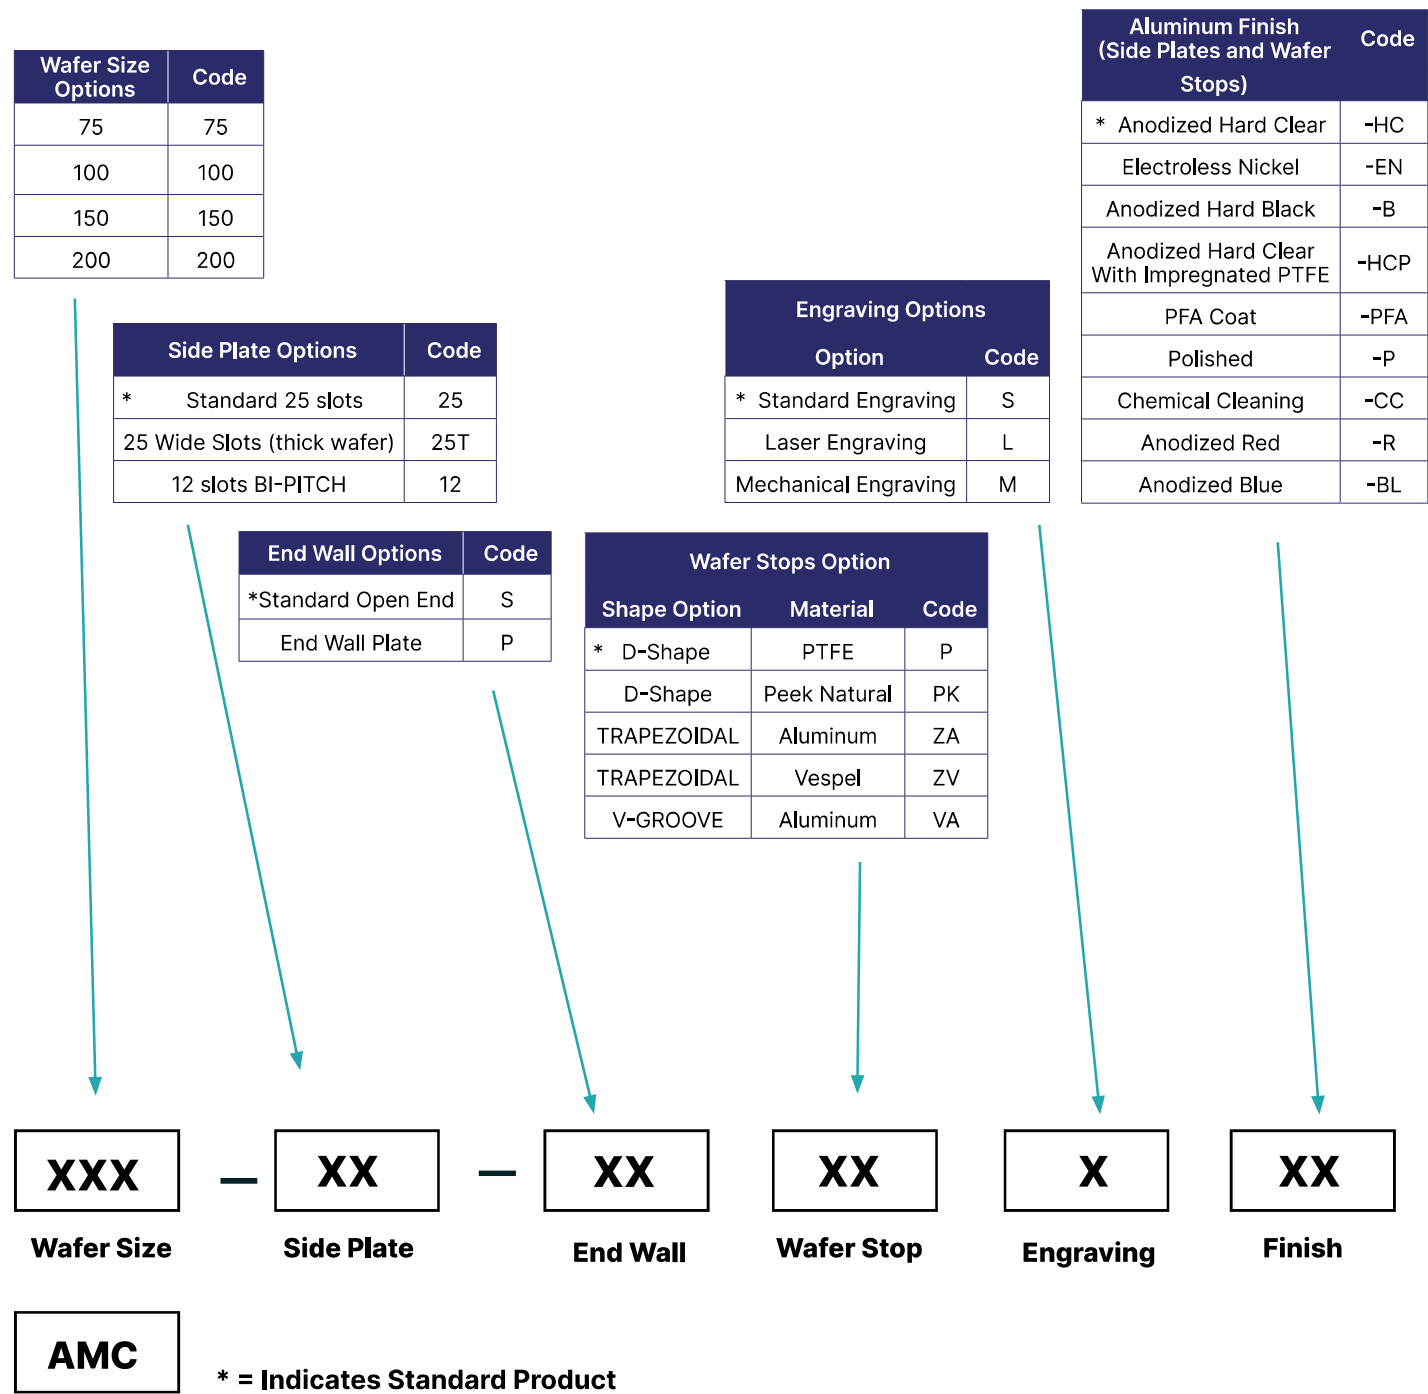 Wafer Size
Options
Code
75 75
100 100
150 150
200 200
Side Plate Options Code
* Standard 25 slots 25
25 Wide Slots (thick wafer) 25T
12 slots BI-PITCH 12
End Wall Options Code
*Standard Open End S
End Wall Plate P
Wafer Stops Option
Shape Option Material Code
* D-Shape PTFE P
D-Shape Peek Natural PK
TRAPEZOIDAL Aluminum ZA
TRAPEZOIDAL Vespel ZV
V-GROOVE Aluminum VA
Engraving Options
Option Code
* Standard Engraving S
Laser Engraving L
Mechanical Engraving M
Aluminum Finish
(Side Plates and Wafer
Stops)
Code
* Anodized Hard Clear -HC
Electroless Nickel -EN
Anodized Hard Black -B
Anodized Hard Clear
With Impregnated PTFE
-HCP
PFA Coat -PFA
Polished -P
Chemical Cleaning -CC
Anodized Red -R
Anodized Blue -BL
XXX – XX – XX XX X XX
Wafer Size Side Plate End Wall Wafer Stop Engraving Finish
AMC
* = Indicates Standard Product